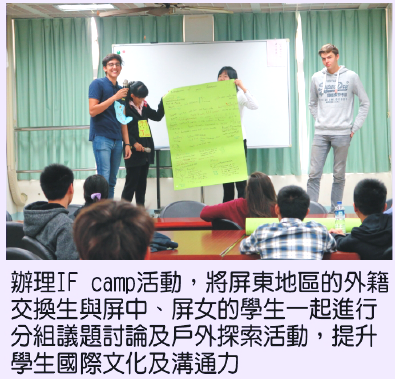 辦理IF camp活動，將屏東地區的外籍
交換生與屏中、屏女的學生一起進行
分組議題討論及戶外探索活動，提升
學生國際文化及溝通力